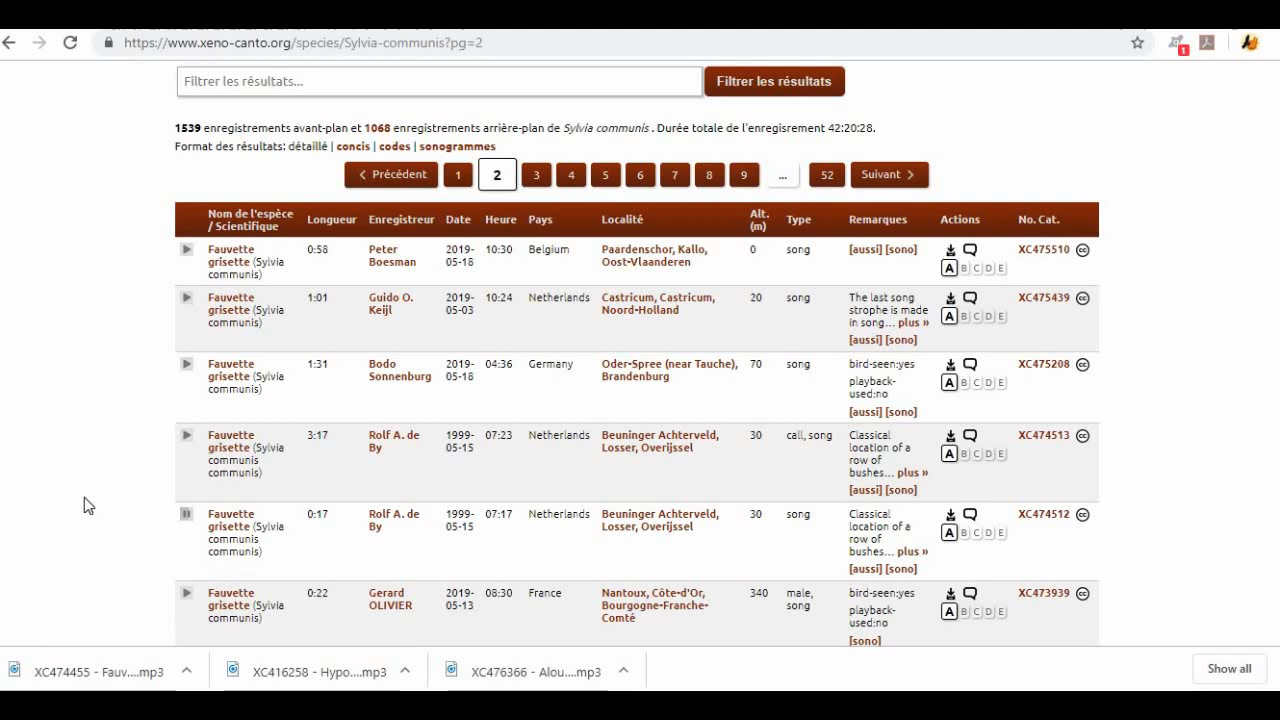 https://www.xeno-canto.org/species/Sylvia-communis?pg=2
1
Filtrer les résultats...
Filtrer les résultats
1539 enregistrements avant-plan et 1068 enregistrements arrière-plan de Sylvia communis . Durée totale de l'enregisrement 42:20:28.
Format des résultats: détaillé | concis | codes | sonogrammes
Précédent 1 2 3 4 5 6 7 8 9 ... 52 Suivant
Nom de l'espèce / Scientifique Longueur Enregistreur Date Heure Pays Localité Alt. (m) Type Remarques Actions No. Cat.
Fauvette grisette (Sylvia communis) 0:58 Peter Boesman 2019-05-18 10:30 Belgium Paardenschor, Kallo, Oost-Vlaanderen 0 song [aussi] [sono] A B C D E XC475510 cc
Fauvette grisette (Sylvia communis) 1:01 Guido O. Keijl 2019-05-03 10:24 Netherlands Castricum, Castricum, Noord-Holland 20 song The last song strophe is made in song... plus » [aussi] [sono] A B C D E XC475439 cc
Fauvette grisette (Sylvia communis) 1:31 Bodo Sonnenburg 2019-05-18 04:36 Germany Oder-Spree (near Tauche), Brandenburg 70 song bird-seen:yes playback-used:no [aussi] [sono] A B C D E XC475208 cc
Fauvette grisette (Sylvia communis communis) 3:17 Rolf A. de By 1999-05-15 07:23 Netherlands Beuninger Achterveld, Losser, Overijssel 30 call, song Classical location of a row of bushes... plus » [aussi] [sono] A B C D E XC474513 cc
Fauvette grisette (Sylvia communis communis) 0:17 Rolf A. de By 1999-05-15 07:17 Netherlands Beuninger Achterveld, Losser, Overijssel 30 song Classical location of a row of bushes... plus » [aussi] [sono] A B C D E XC474512 cc
Fauvette grisette (Sylvia communis) 0:22 Gerard OLIVIER 2019-05-13 08:30 France Nantoux, Côte-d'Or, Bourgogne-Franche-Comté 340 male, song bird-seen:yes playback-used:no [sono] A B C D E XC473939 cc
XC474455 - Fauv....mp3
XC416258 - Hypo....mp3
XC476366 - Alou....mp3
Show all